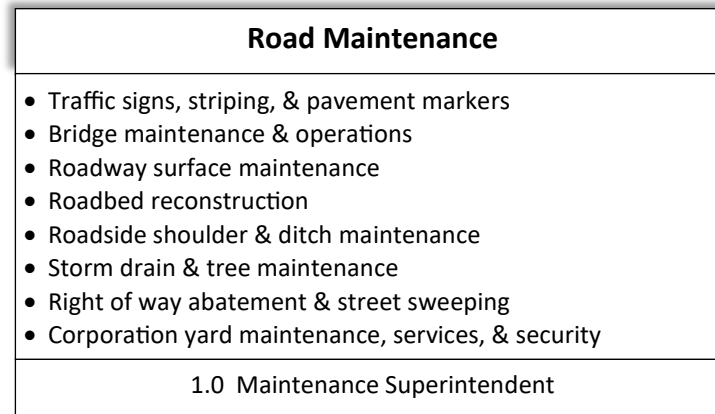 Road Maintenance
• Traffic signs, striping, & pavement markers
• Bridge maintenance & operations
• Roadway surface maintenance
• Roadbed reconstruction
• Roadside shoulder & ditch maintenance
• Storm drain & tree maintenance
• Right of way abatement & street sweeping
• Corporation yard maintenance, services, & security
1.0 Maintenance Superintendent